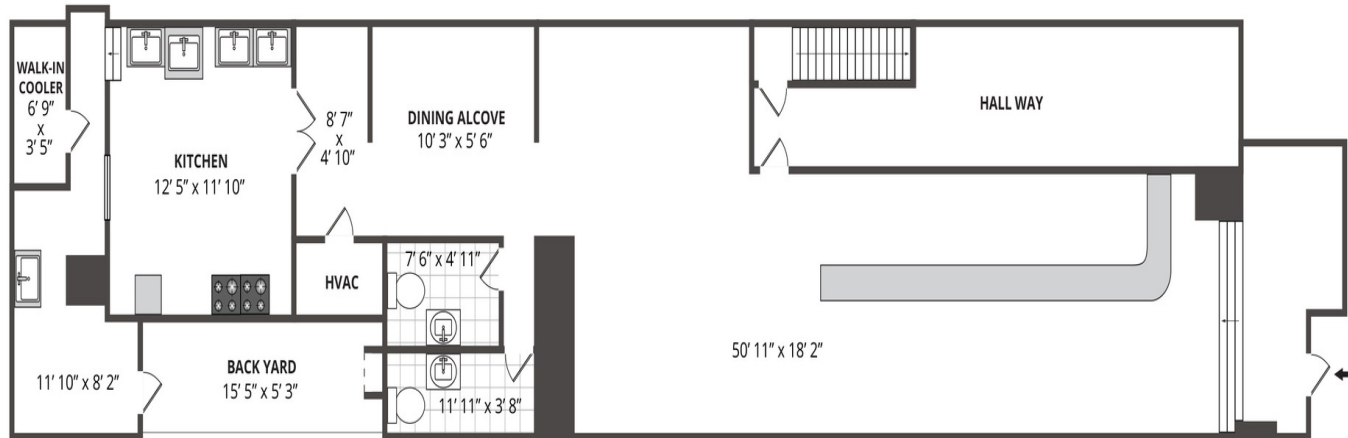 WALK-IN
COOLER
6' 9"
x
3' 5"
KITCHEN
12' 5" x 11' 10"
8' 7"
x
4' 10"
DINING ALCOVE
10' 3" x 5' 6"
HALL WAY
HVAC
7' 6" x 4' 11"
50' 11" x 18' 2"
11' 10" x 8' 2"
BACK YARD
15' 5" x 5' 3"
11' 11" x 3' 8"